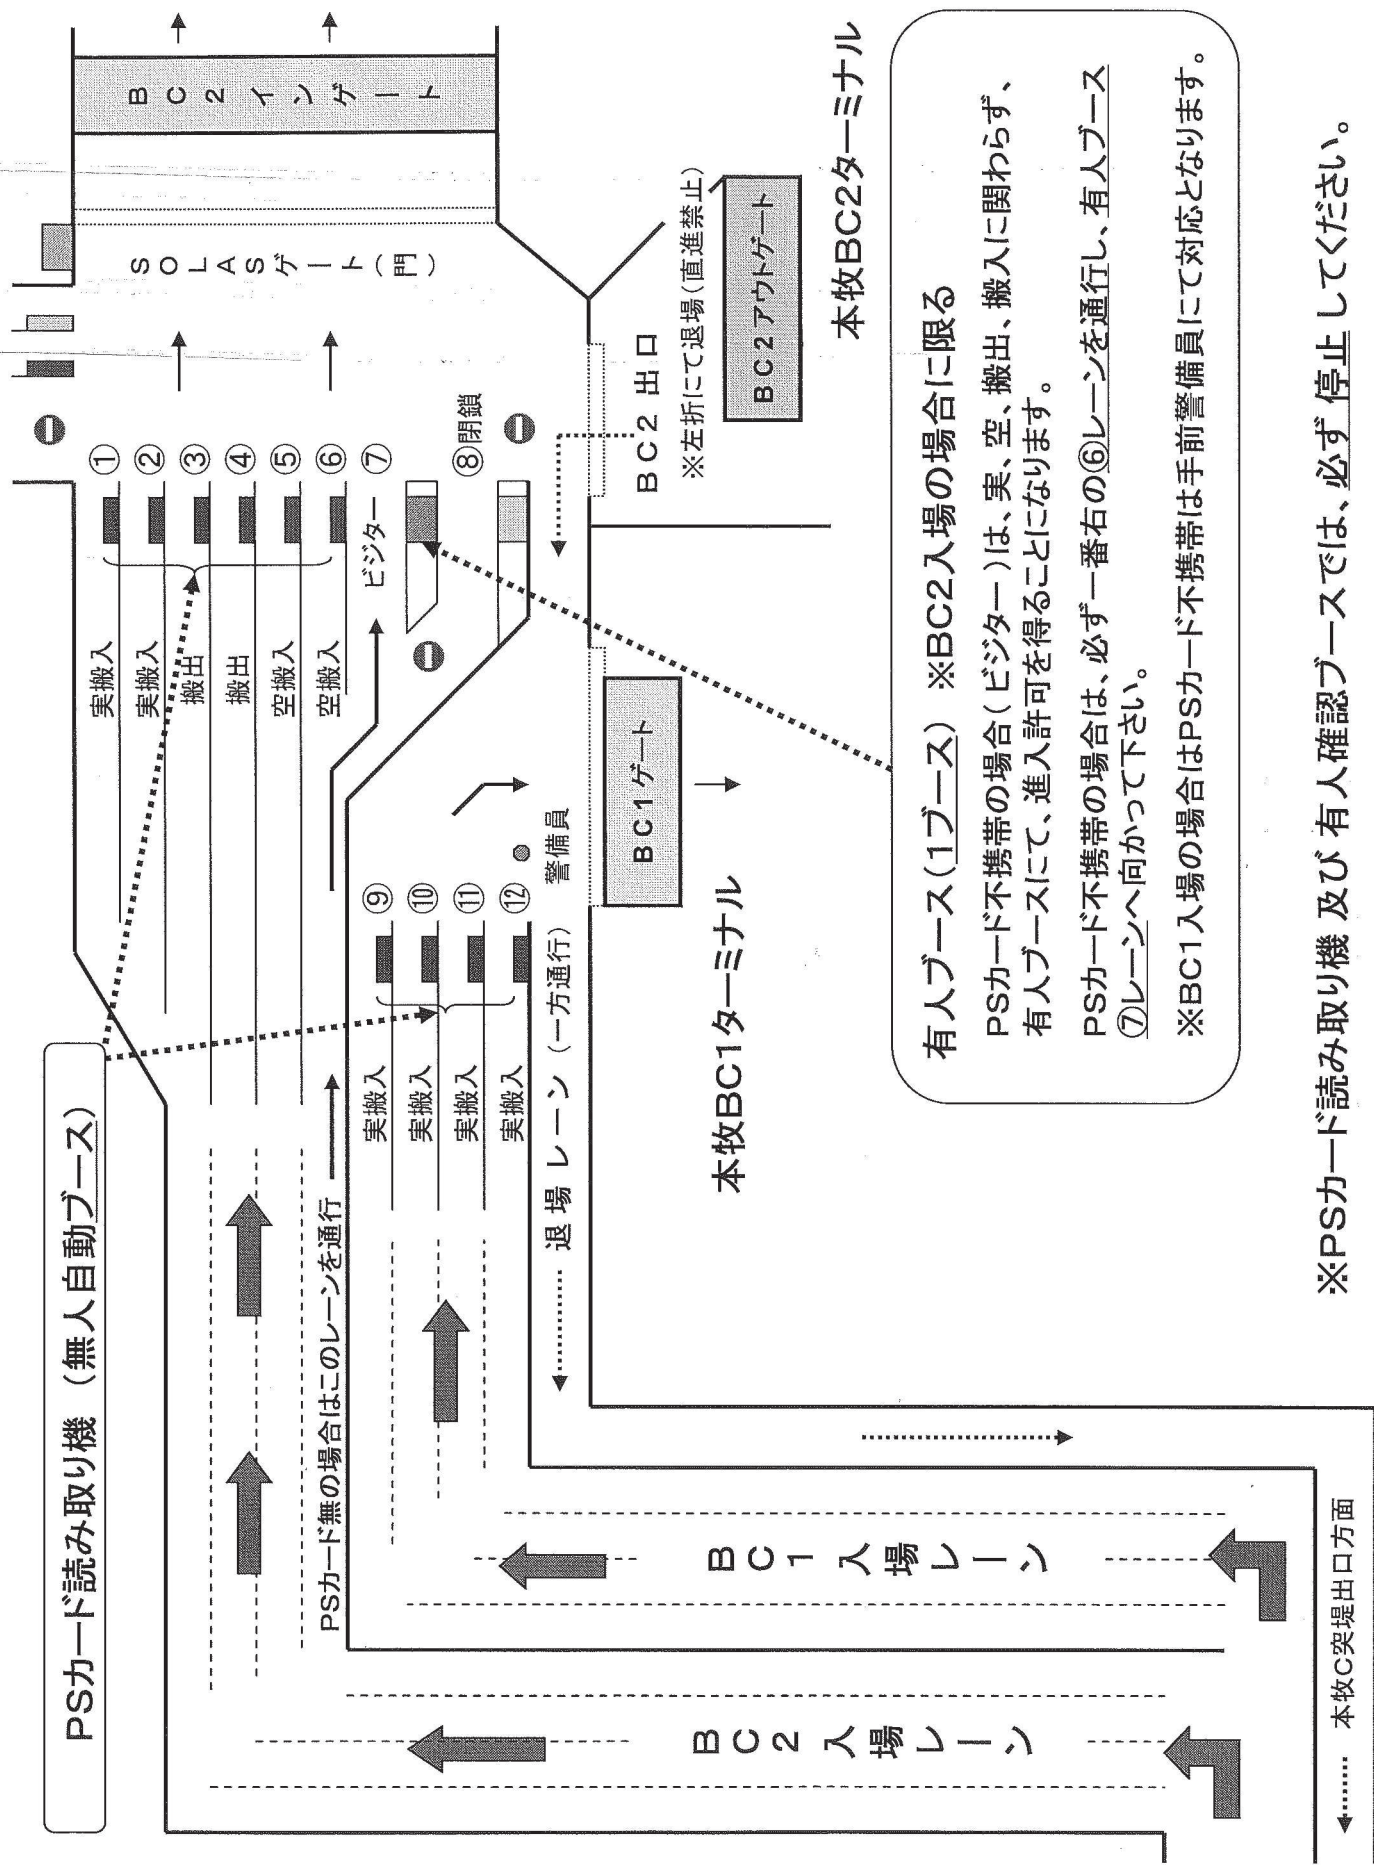 PSカード読み取り機 (無人自動ブース)
BC2インゲート
SOLASゲート(門)
実搬入 ①
実搬入 ②
搬出 ③
搬出 ④
空搬入 ⑤
空搬入 ⑥
ビジター ⑦
⑧閉鎖
PSカード無の場合はこのレーンを通行
実搬入 ⑨
実搬入 ⑩
実搬入 ⑪
実搬入 ⑫
警備員
退場レーン(一方通行)
BC2 出口
※左折にて退場(直進禁止)
BC1ゲート
BC2アウトゲート
本牧BC1ターミナル
本牧BC2ターミナル
BC2 入場レーン
BC1 入場レーン
有人ブース(1ブース) ※BC2入場の場合に限る
PSカード不携帯の場合(ビジター)は、実、空、搬出、搬入に関わらず、
有人ブースにて、進入許可を得ることになります。
PSカード不携帯の場合は、必ず一番右の⑥レーンを通行し、有人ブース
⑦レーンへ向かって下さい。
※BC1入場の場合はPSカード不携帯は手前警備員にて対応となります。
本牧C突堤出口方面
※PSカード読み取り機 及び 有人確認ブースでは、必ず 停止 してください。